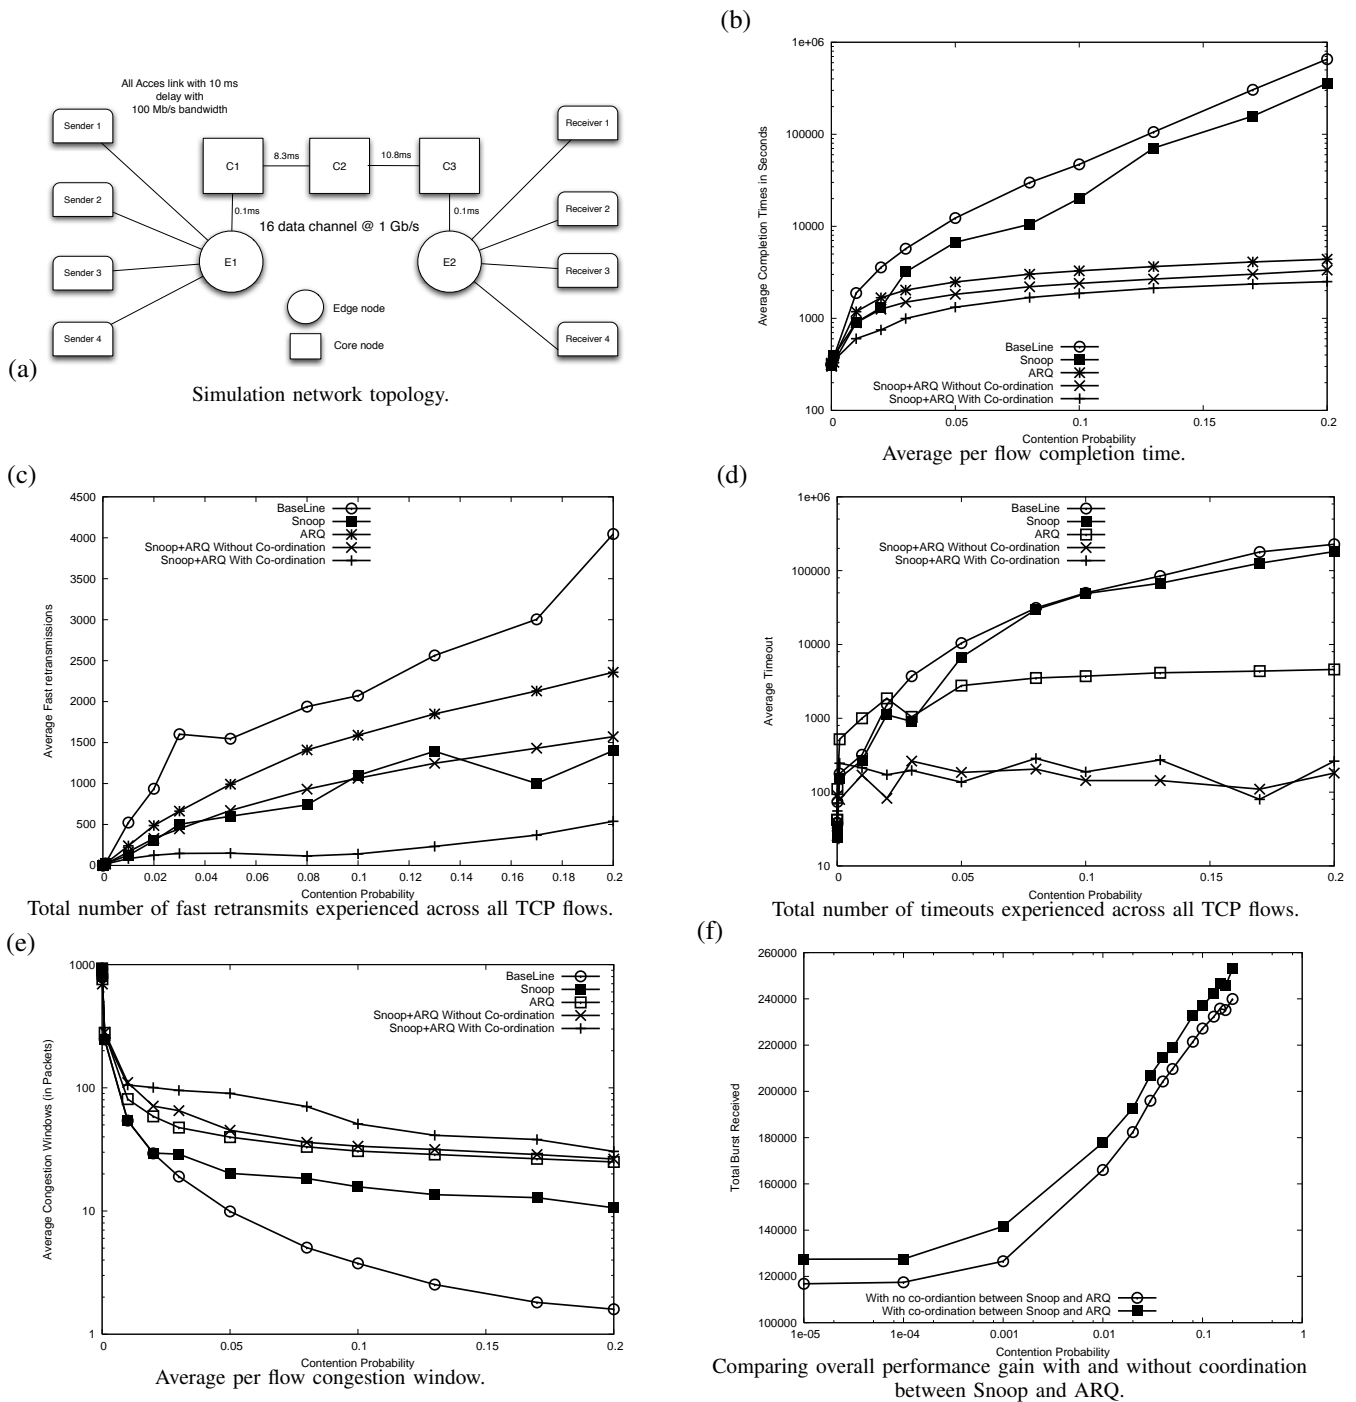 (a)
All Acces link with 10 ms
delay with
100 Mb/s bandwidth
Sender 1
Sender 2
Sender 3
Sender 4
C1
8.3ms
C2
10.8ms
C3
0.1ms
0.1ms
16 data channel @ 1 Gb/s
E1
E2
Receiver 1
Receiver 2
Receiver 3
Receiver 4
Edge node
Core node
Simulation network topology.
(b)
Average Completion Times in Seconds
1e+06
100000
10000
1000
100
BaseLine
Snoop
ARQ
Snoop+ARQ Without Co-ordination
Snoop+ARQ With Co-ordination
0 0.05 0.1 0.15 0.2
Contention Probability
Average per flow completion time.
(c)
Average Fast retransmissions
4500
4000
3500
3000
2500
2000
1500
1000
500
0
BaseLine
Snoop
ARQ
Snoop+ARQ Without Co-ordination
Snoop+ARQ With Co-ordination
0 0.02 0.04 0.06 0.08 0.1 0.12 0.14 0.16 0.18 0.2
Contention Probability
Total number of fast retransmits experienced across all TCP flows.
(d)
Average Timeout
1e+06
100000
10000
1000
100
10
BaseLine
Snoop
ARQ
Snoop+ARQ Without Co-ordination
Snoop+ARQ With Co-ordination
0 0.05 0.1 0.15 0.2
Contention Probability
Total number of timeouts experienced across all TCP flows.
(e)
Average Congestion Windows (in Packets)
1000
100
10
1
BaseLine
Snoop
ARQ
Snoop+ARQ Without Co-ordination
Snoop+ARQ With Co-ordination
0 0.05 0.1 0.15 0.2
Contention Probability
Average per flow congestion window.
(f)
Total Burst Received
260000
240000
220000
200000
180000
160000
140000
120000
100000
With no co-ordiantion between Snoop and ARQ
With co-ordination between Snoop and ARQ
1e-05 1e-04 0.001 0.01 0.1 1
Contention Probability
Comparing overall performance gain with and without coordination
between Snoop and ARQ.